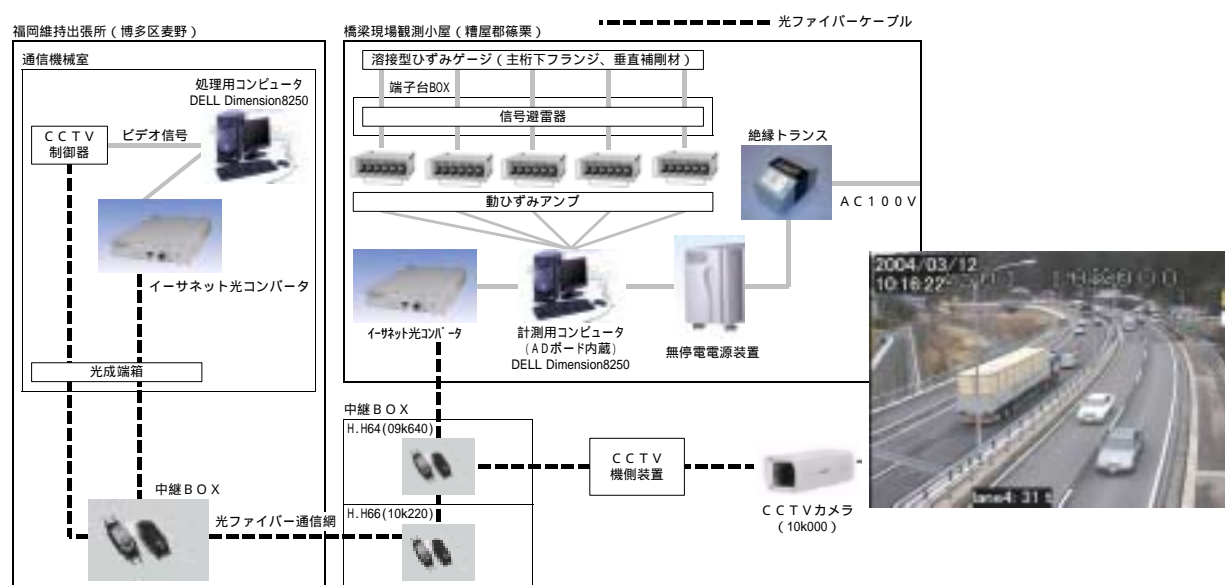 光ファイバーケーブル
福岡維持出張所(博多区麦野)
通信機械室
処理用コンピュータ
DELL Dimension8250
CCTV
制御器
ビデオ信号
イーサネット光コンバータ
光成端箱
中継BOX
光ファイバー通信網
橋梁現場観測小屋(糟屋郡篠栗)
溶接型ひずみゲージ(主桁下フランジ、垂直補剛材)
端子台BOX
信号避雷器
動ひずみアンプ
絶縁トランス
AC100V
イーサネット光コンバータ
計測用コンピュータ
(ADボード内蔵)
DELL Dimension8250
無停電電源装置
中継BOX
H.H64(09k640)
H.H66(10k220)
CCTV
機側装置
CCTVカメラ
(10k000)
2004/03/12
10:16:22